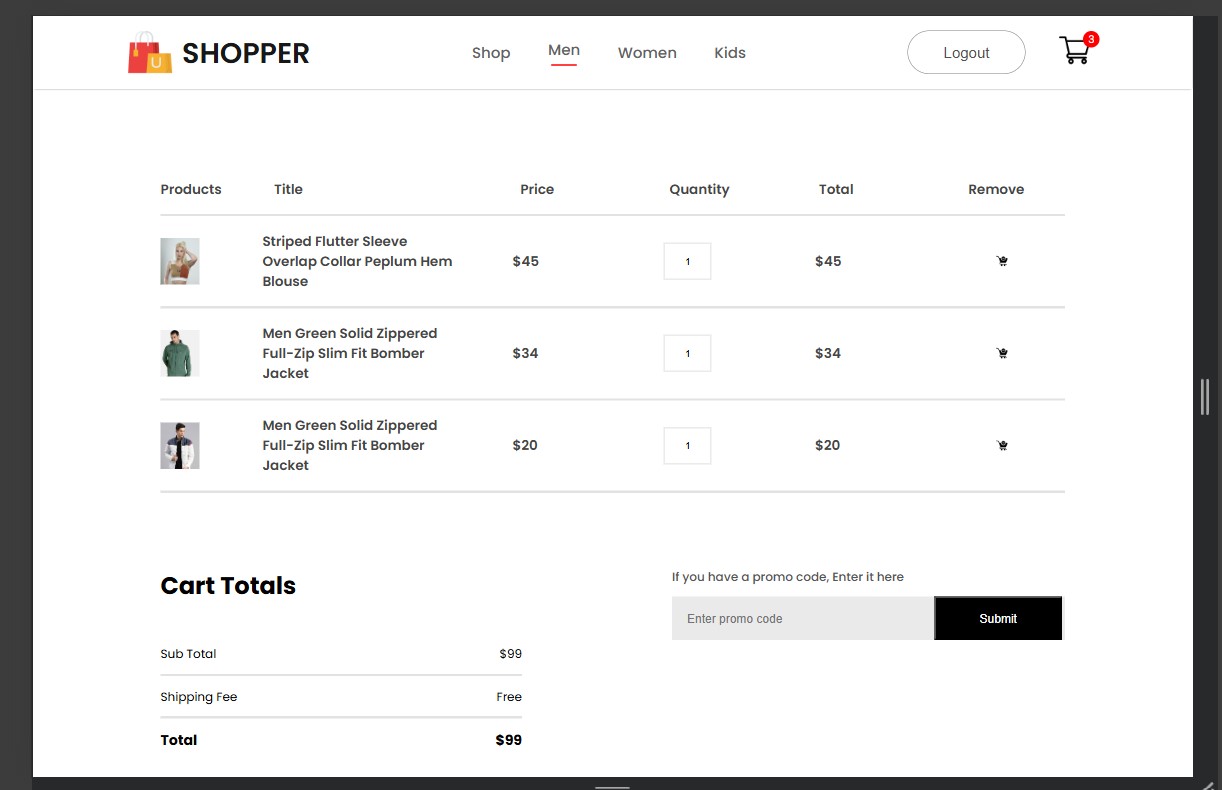 U
SHOPPER
Shop
Men
Women
Kids
Logout
3
Products Title Price Quantity Total Remove
Striped Flutter Sleeve
Overlap Collar Peplum Hem
Blouse
$45
1
$45
Men Green Solid Zippered
Full-Zip Slim Fit Bomber
Jacket
$34
1
$34
Men Green Solid Zippered
Full-Zip Slim Fit Bomber
Jacket
$20
1
$20
Cart Totals
Sub Total $99
Shipping Fee Free
Total $99
If you have a promo code, Enter it here
Enter promo code
Submit